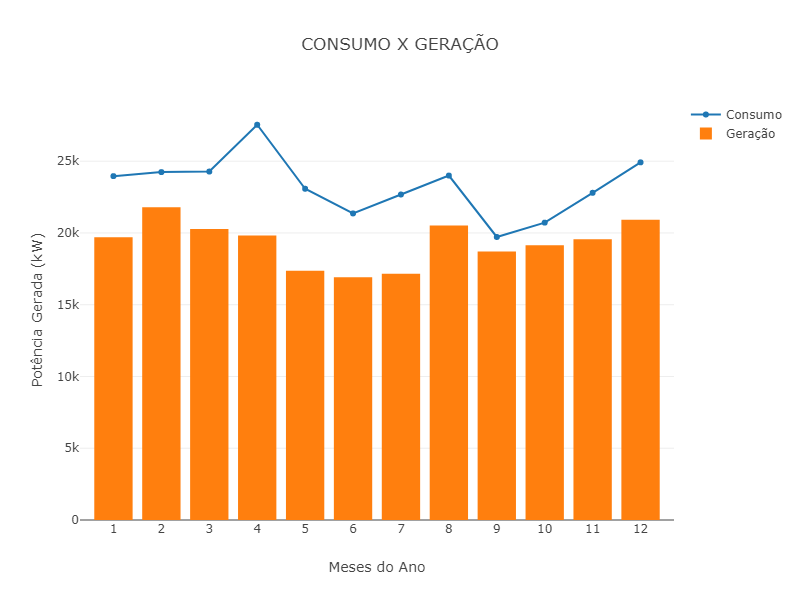 CONSUMO X GERAÇÃO
Consumo
Geração
25k
20k
15k
10k
5k
0
Potência Gerada (kW)
1 2 3 4 5 6 7 8 9 10 11 12
Meses do Ano